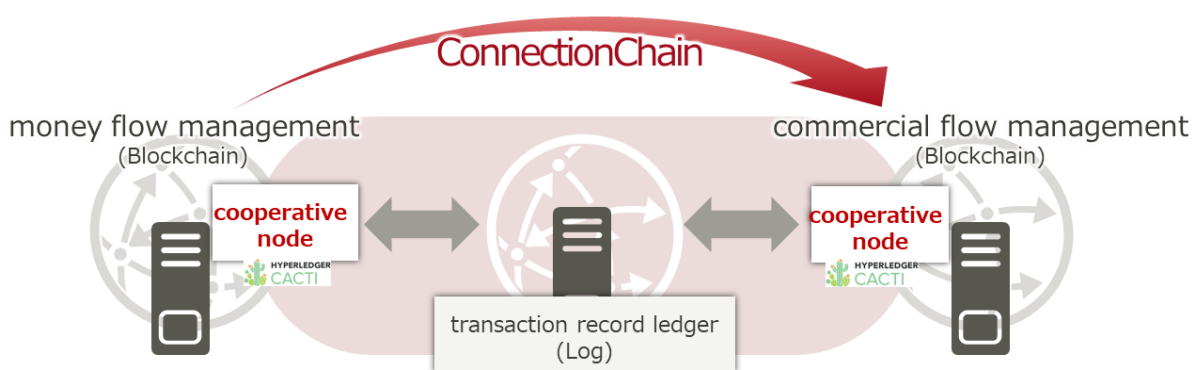 ConnectionChain
money flow management
(Blockchain)
commercial flow management
(Blockchain)
cooperative
node
HYPERLEDGER
CACTI
cooperative
node
HYPERLEDGER
CACTI
transaction record ledger
(Log)